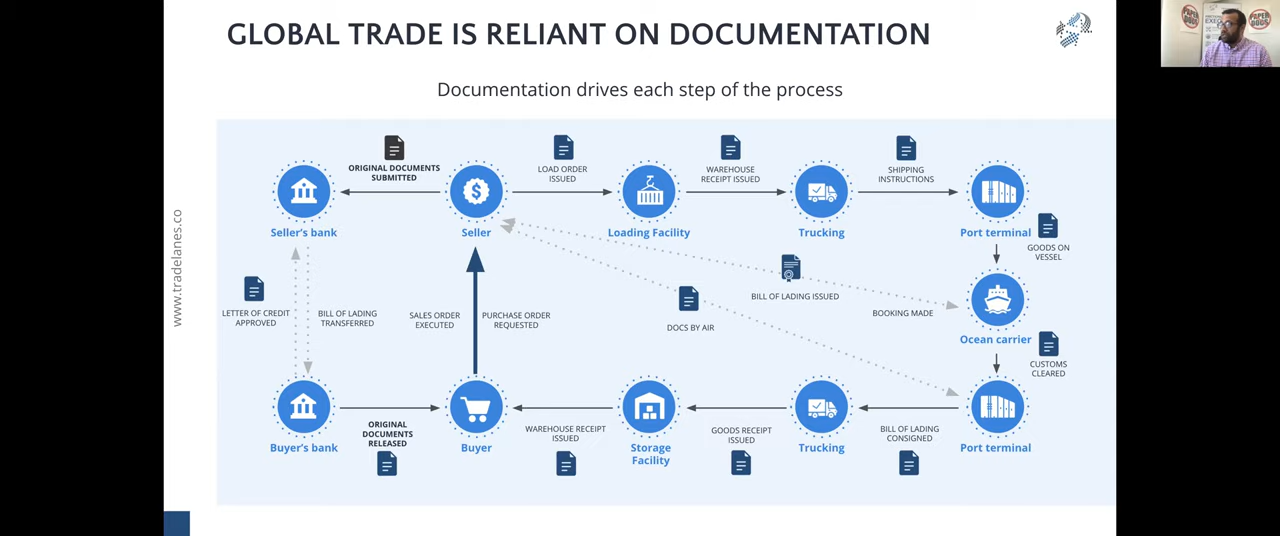 GLOBAL TRADE IS RELIANT ON DOCUMENTATION
Documentation drives each step of the process
www.tradelanes.co
ORIGINAL DOCUMENTS
SUBMITTED
LOAD ORDER
ISSUED
WAREHOUSE
RECEIPT ISSUED
SHIPPING
INSTRUCTIONS
Seller's bank
Seller
Loading Facility
Trucking
Port terminal
GOODS ON
VESSEL
LETTER OF CREDIT
APPROVED
BILL OF LADING
TRANSFERRED
SALES ORDER
EXECUTED
PURCHASE ORDER
REQUESTED
DOCS BY AIR
BILL OF LADING ISSUED
BOOKING MADE
Ocean carrier
CUSTOMS
CLEARED
ORIGINAL
DOCUMENTS
RELEASED
WAREHOUSE RECEIPT
ISSUED
GOODS RECEIPT
ISSUED
BILL OF LADING
CONSIGNED
Buyer's bank
Buyer
Storage
Facility
Trucking
Port terminal
PAPER
DOCS
PAPER
DOCS